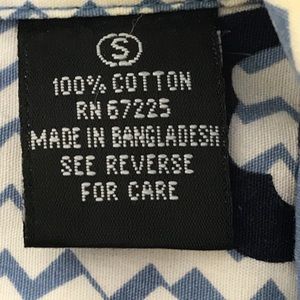 S
100% COTTON
RN 67225
MADE IN BANGLADESH
SEE REVERSE
FOR CARE